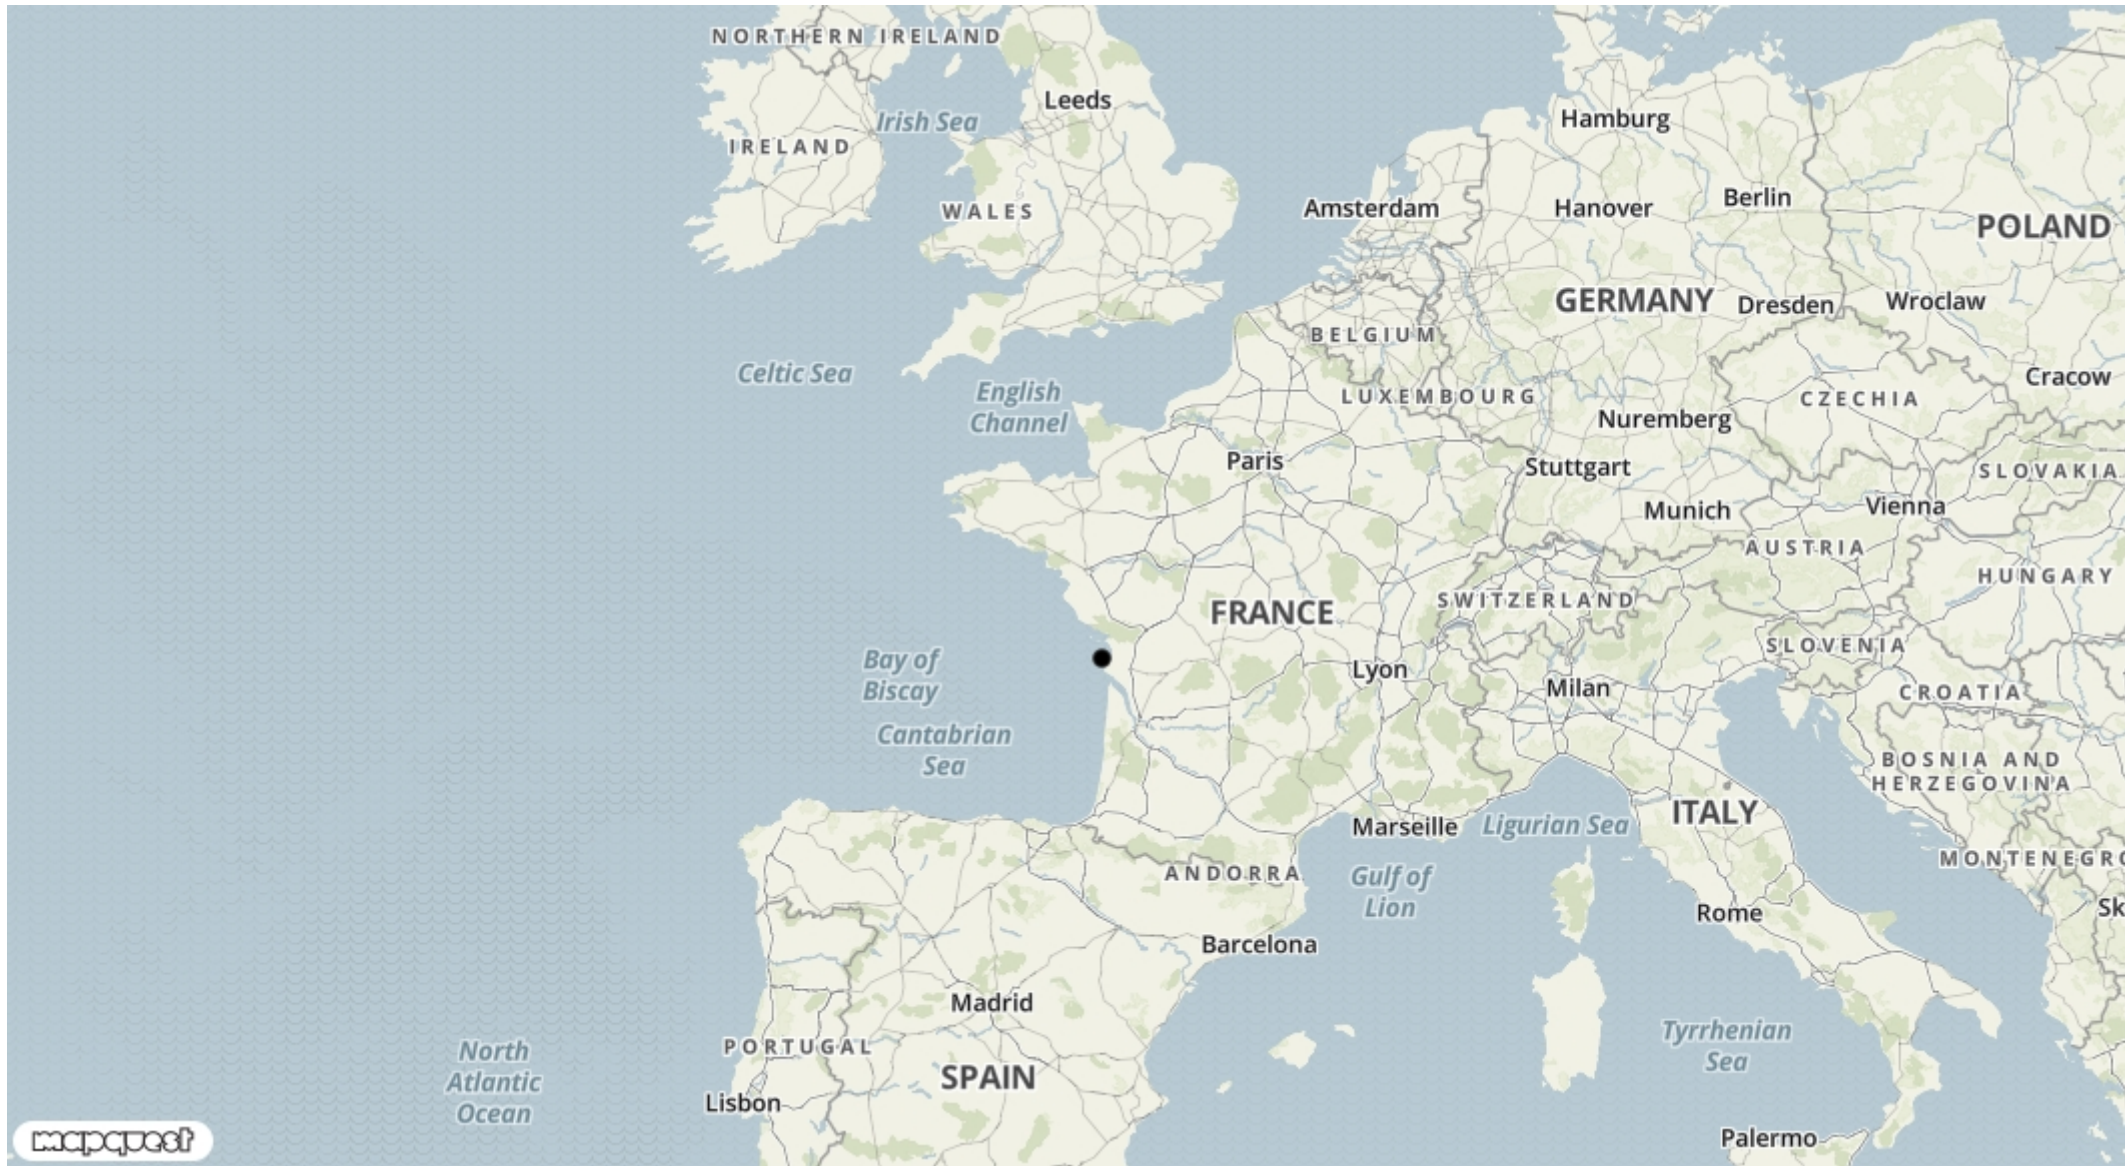 NORTHERN IRELAND
Leeds
Irish Sea
IRELAND
Hamburg
WALES
Amsterdam
Hanover
Berlin
POLAND
GERMANY
Dresden
Wroclaw
BELGIUM
Celtic Sea
English
Channel
LUXEMBOURG
Cracow
CZECHIA
Nuremberg
Paris
Stuttgart
SLOVAKIA
Munich
Vienna
AUSTRIA
HUNGARY
FRANCE
SWITZERLAND
SLOVENIA
Bay of
Biscay
Lyon
Milan
CROATIA
Cantabrian
Sea
BOSNIA AND
HERZEGOVINA
ITALY
Marseille
Ligurian Sea
MONTENEGRO
ANDORRA
Gulf of
Lion
Rome
Sk
Barcelona
Madrid
PORTUGAL
Tyrrhenian
Sea
North
Atlantic
Ocean
SPAIN
Lisbon
Palermo
mapquest